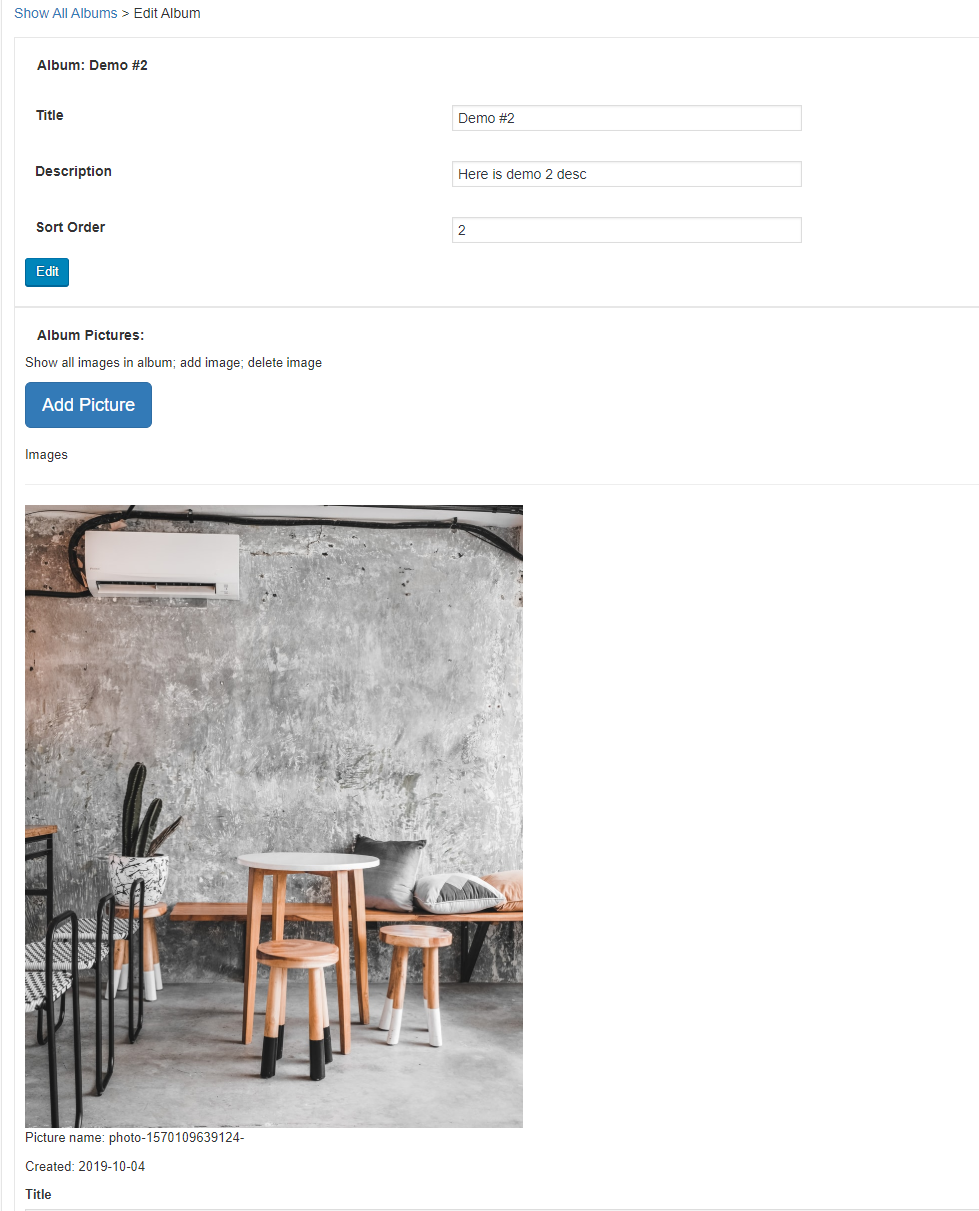 Show All Albums > Edit Album
Album: Demo #2
Title
Demo #2
Description
Here is demo 2 desc
Sort Order
2
Edit
Album Pictures:
Show all images in album; add image; delete image
Add Picture
Images
Picture name: photo-1570109639124-
Created: 2019-10-04
Title